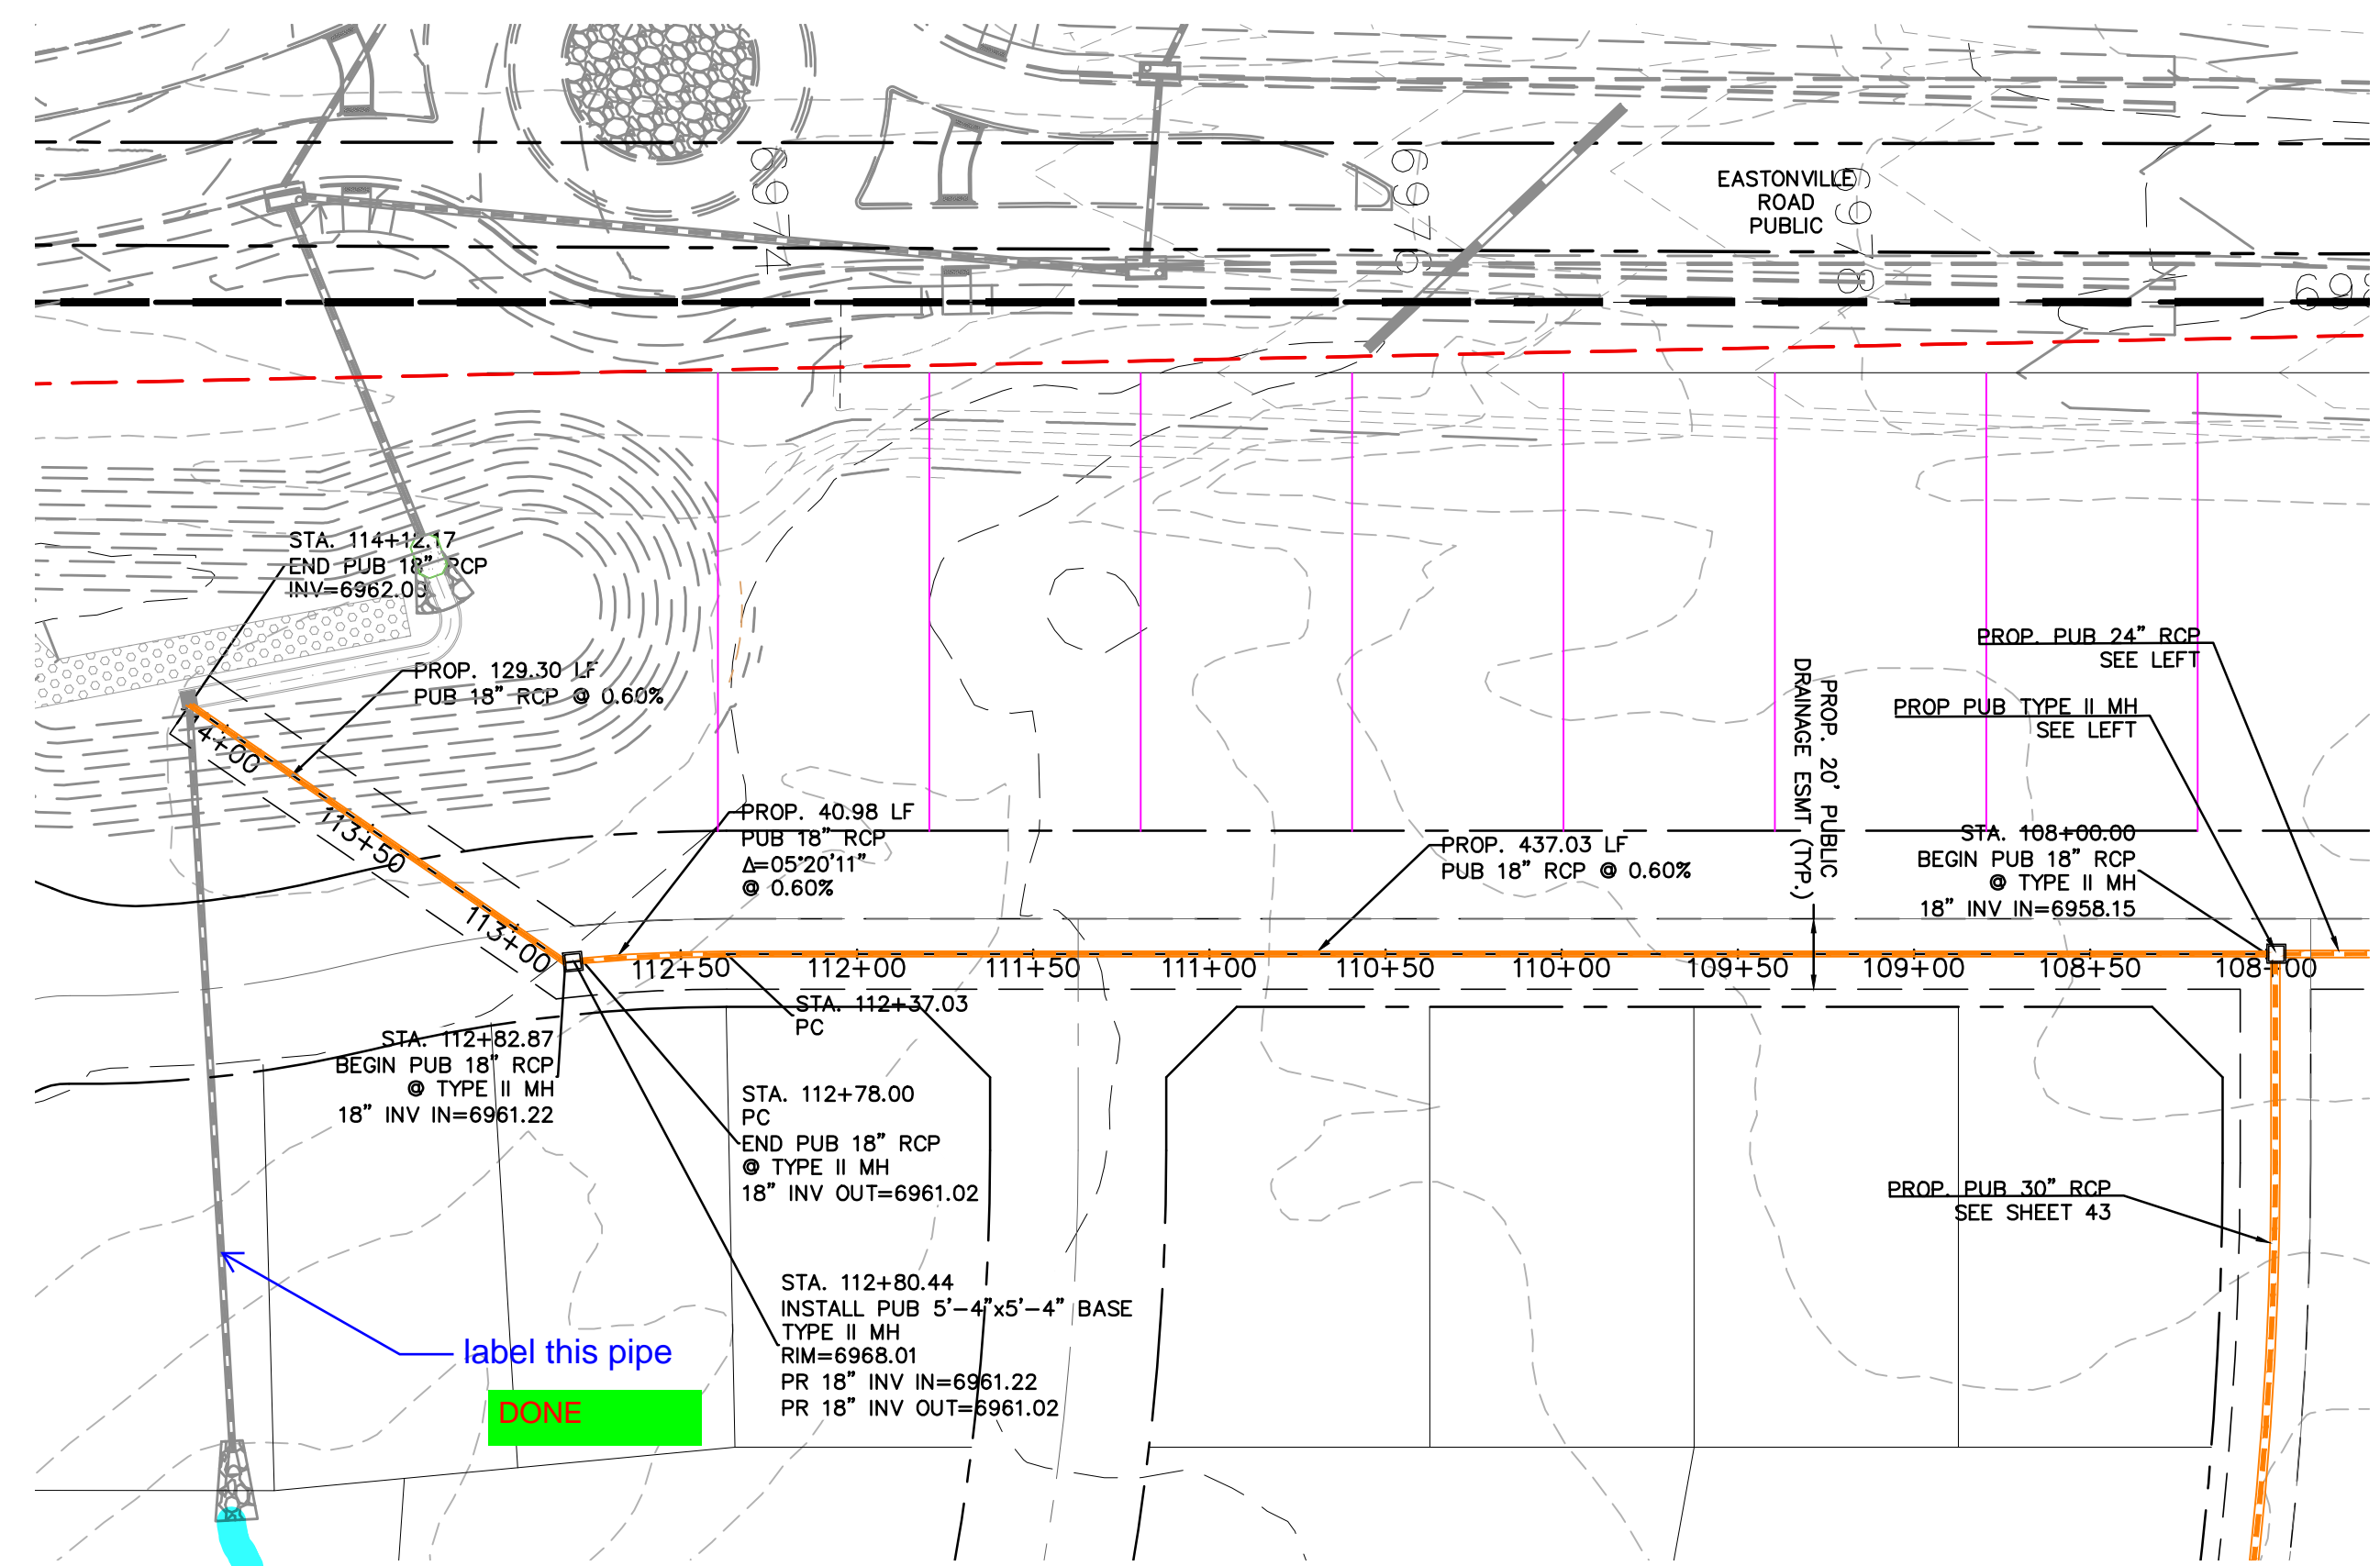 EASTONVILLE
ROAD
PUBLIC
STA. 114+12.17
END PUB 18" RCP
PROP. 129.30 LF
PUB 18" RCP @ 0.60%
PROP. PUB 24" RCP
SEE LEFT
PROP PUB TYPE II MH
SEE LEFT
PROP. 20' PUBLIC
DRAINAGE ESMT (TYP.)
PROP. 40.98 LF
PUB 18" RCP
Δ=05°20'11"
@ 0.60%
PROP. 437.03 LF
PUB 18" RCP @ 0.60%
STA. 108+00.00
BEGIN PUB 18" RCP
@ TYPE II MH
18" INV IN=6958.15
113+50
113+00
112+50
112+00
111+50
111+00
110+50
110+00
109+50
109+00
108+50
108+00
STA. 112+37.03
PC
STA. 112+82.87
BEGIN PUB 18" RCP
@ TYPE II MH
18" INV IN=6961.22
STA. 112+78.00
PC
END PUB 18" RCP
@ TYPE II MH
18" INV OUT=6961.02
PROP. PUB 30" RCP
SEE SHEET 43
STA. 112+80.44
INSTALL PUB 5'-4"x5'-4" BASE
TYPE II MH
RIM=6968.01
PR 18" INV IN=6961.22
PR 18" INV OUT=6961.02
label this pipe
DONE